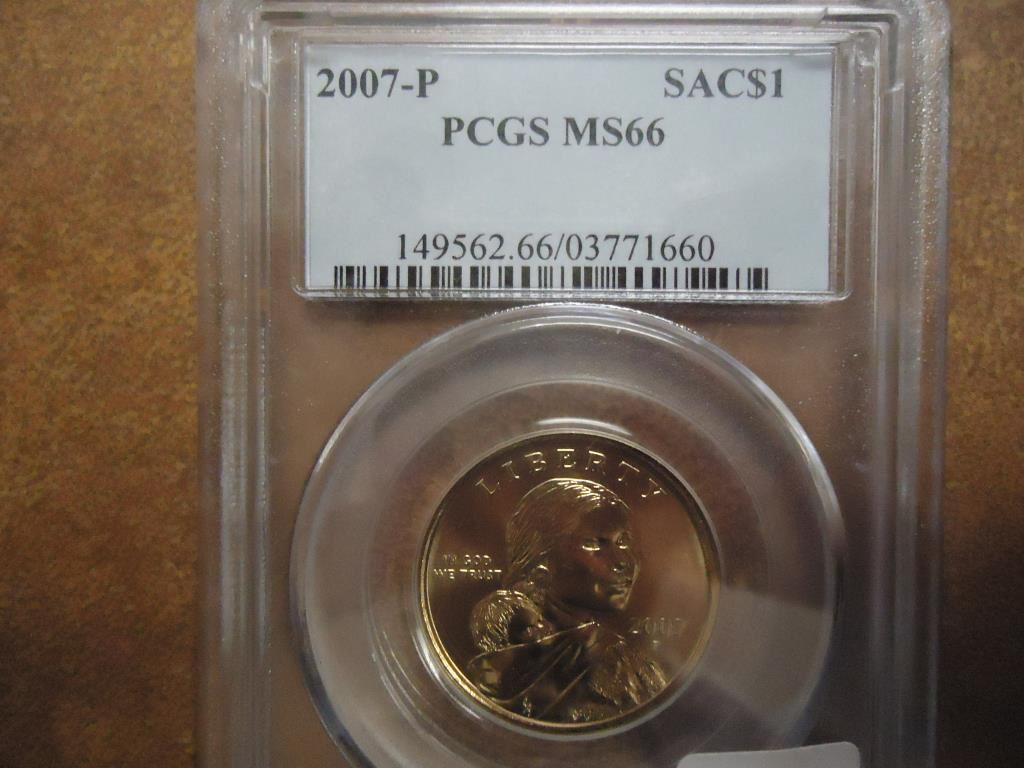 2007-P SAC$1
PCGS MS66
149562.66/03771660
LIBERTY
IN GOD
WE TRUST
2007